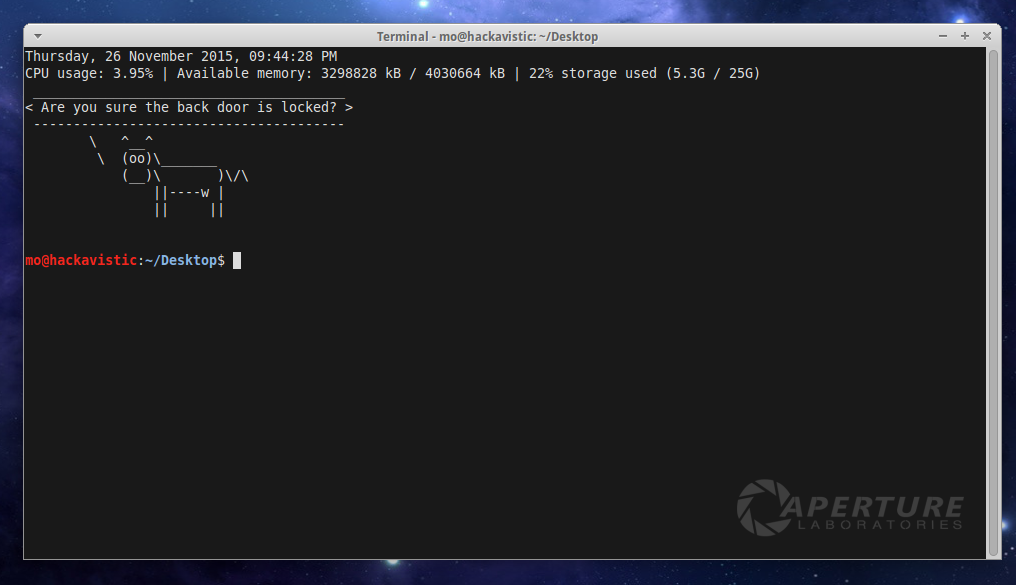 Terminal - mo@hackavistic: ~/Desktop
Thursday, 26 November 2015, 09:44:28 PM
CPU usage: 3.95% | Available memory: 3298828 kB / 4030664 kB | 22% storage used (5.3G / 25G)
 _______________________________________
< Are you sure the back door is locked? >
 ---------------------------------------
        \   ^__^
         \  (oo)\_______
            (__)\       )\/\
                ||----w |
                ||     ||
mo@hackavistic:~/Desktop$
APERTURE
LABORATORIES